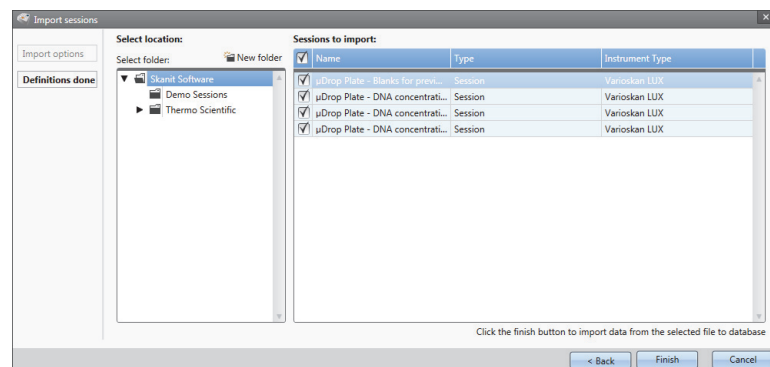 Import sessions
Import options
Definitions done
Select location:
Select folder:
New folder
Skanit Software
Demo Sessions
Thermo Scientific
Sessions to import:
Name Type Instrument Type
µDrop Plate - Blanks for previ... Session Varioskan LUX
µDrop Plate - DNA concentrati... Session Varioskan LUX
µDrop Plate - DNA concentrati... Session Varioskan LUX
µDrop Plate - DNA concentrati... Session Varioskan LUX
Click the finish button to import data from the selected file to database
< Back Finish Cancel